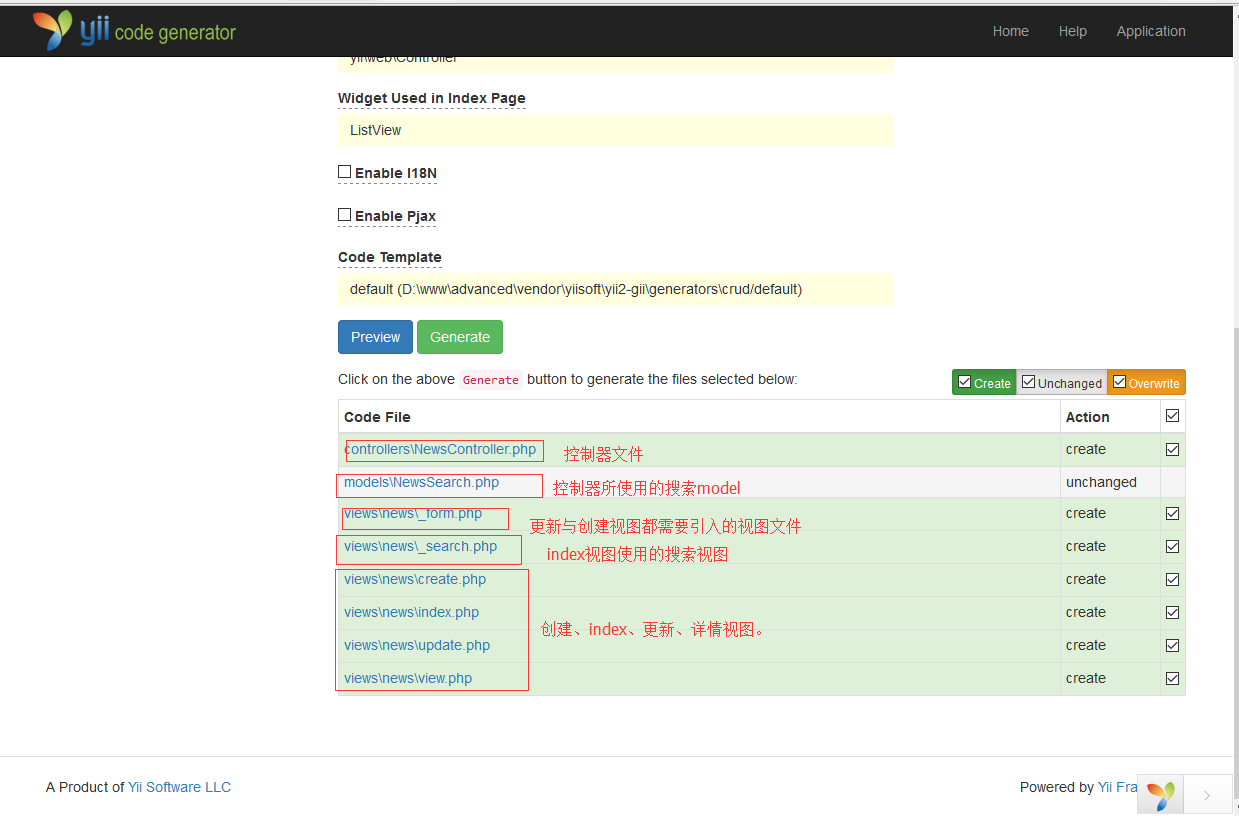 yii code generator
Home Help Application
yii\web\Controller
Widget Used in Index Page
ListView
Enable I18N
Enable Pjax
Code Template
default (D:\www\advanced\vendor\yiisoft\yii2-gii\generators\crud/default)
Preview Generate
Click on the above Generate button to generate the files selected below:
Create Unchanged Overwrite
Code File Action
controllers\NewsController.php 控制器文件 create
models\NewsSearch.php 控制器所使用的搜索model unchanged
views\news\_form.php 更新与创建视图都需要引入的视图文件 create
views\news\_search.php index视图使用的搜索视图 create
views\news\create.php create
views\news\index.php create
创建、index、更新、详情视图。
views\news\update.php create
views\news\view.php create
A Product of Yii Software LLC
Powered by Yii Fra